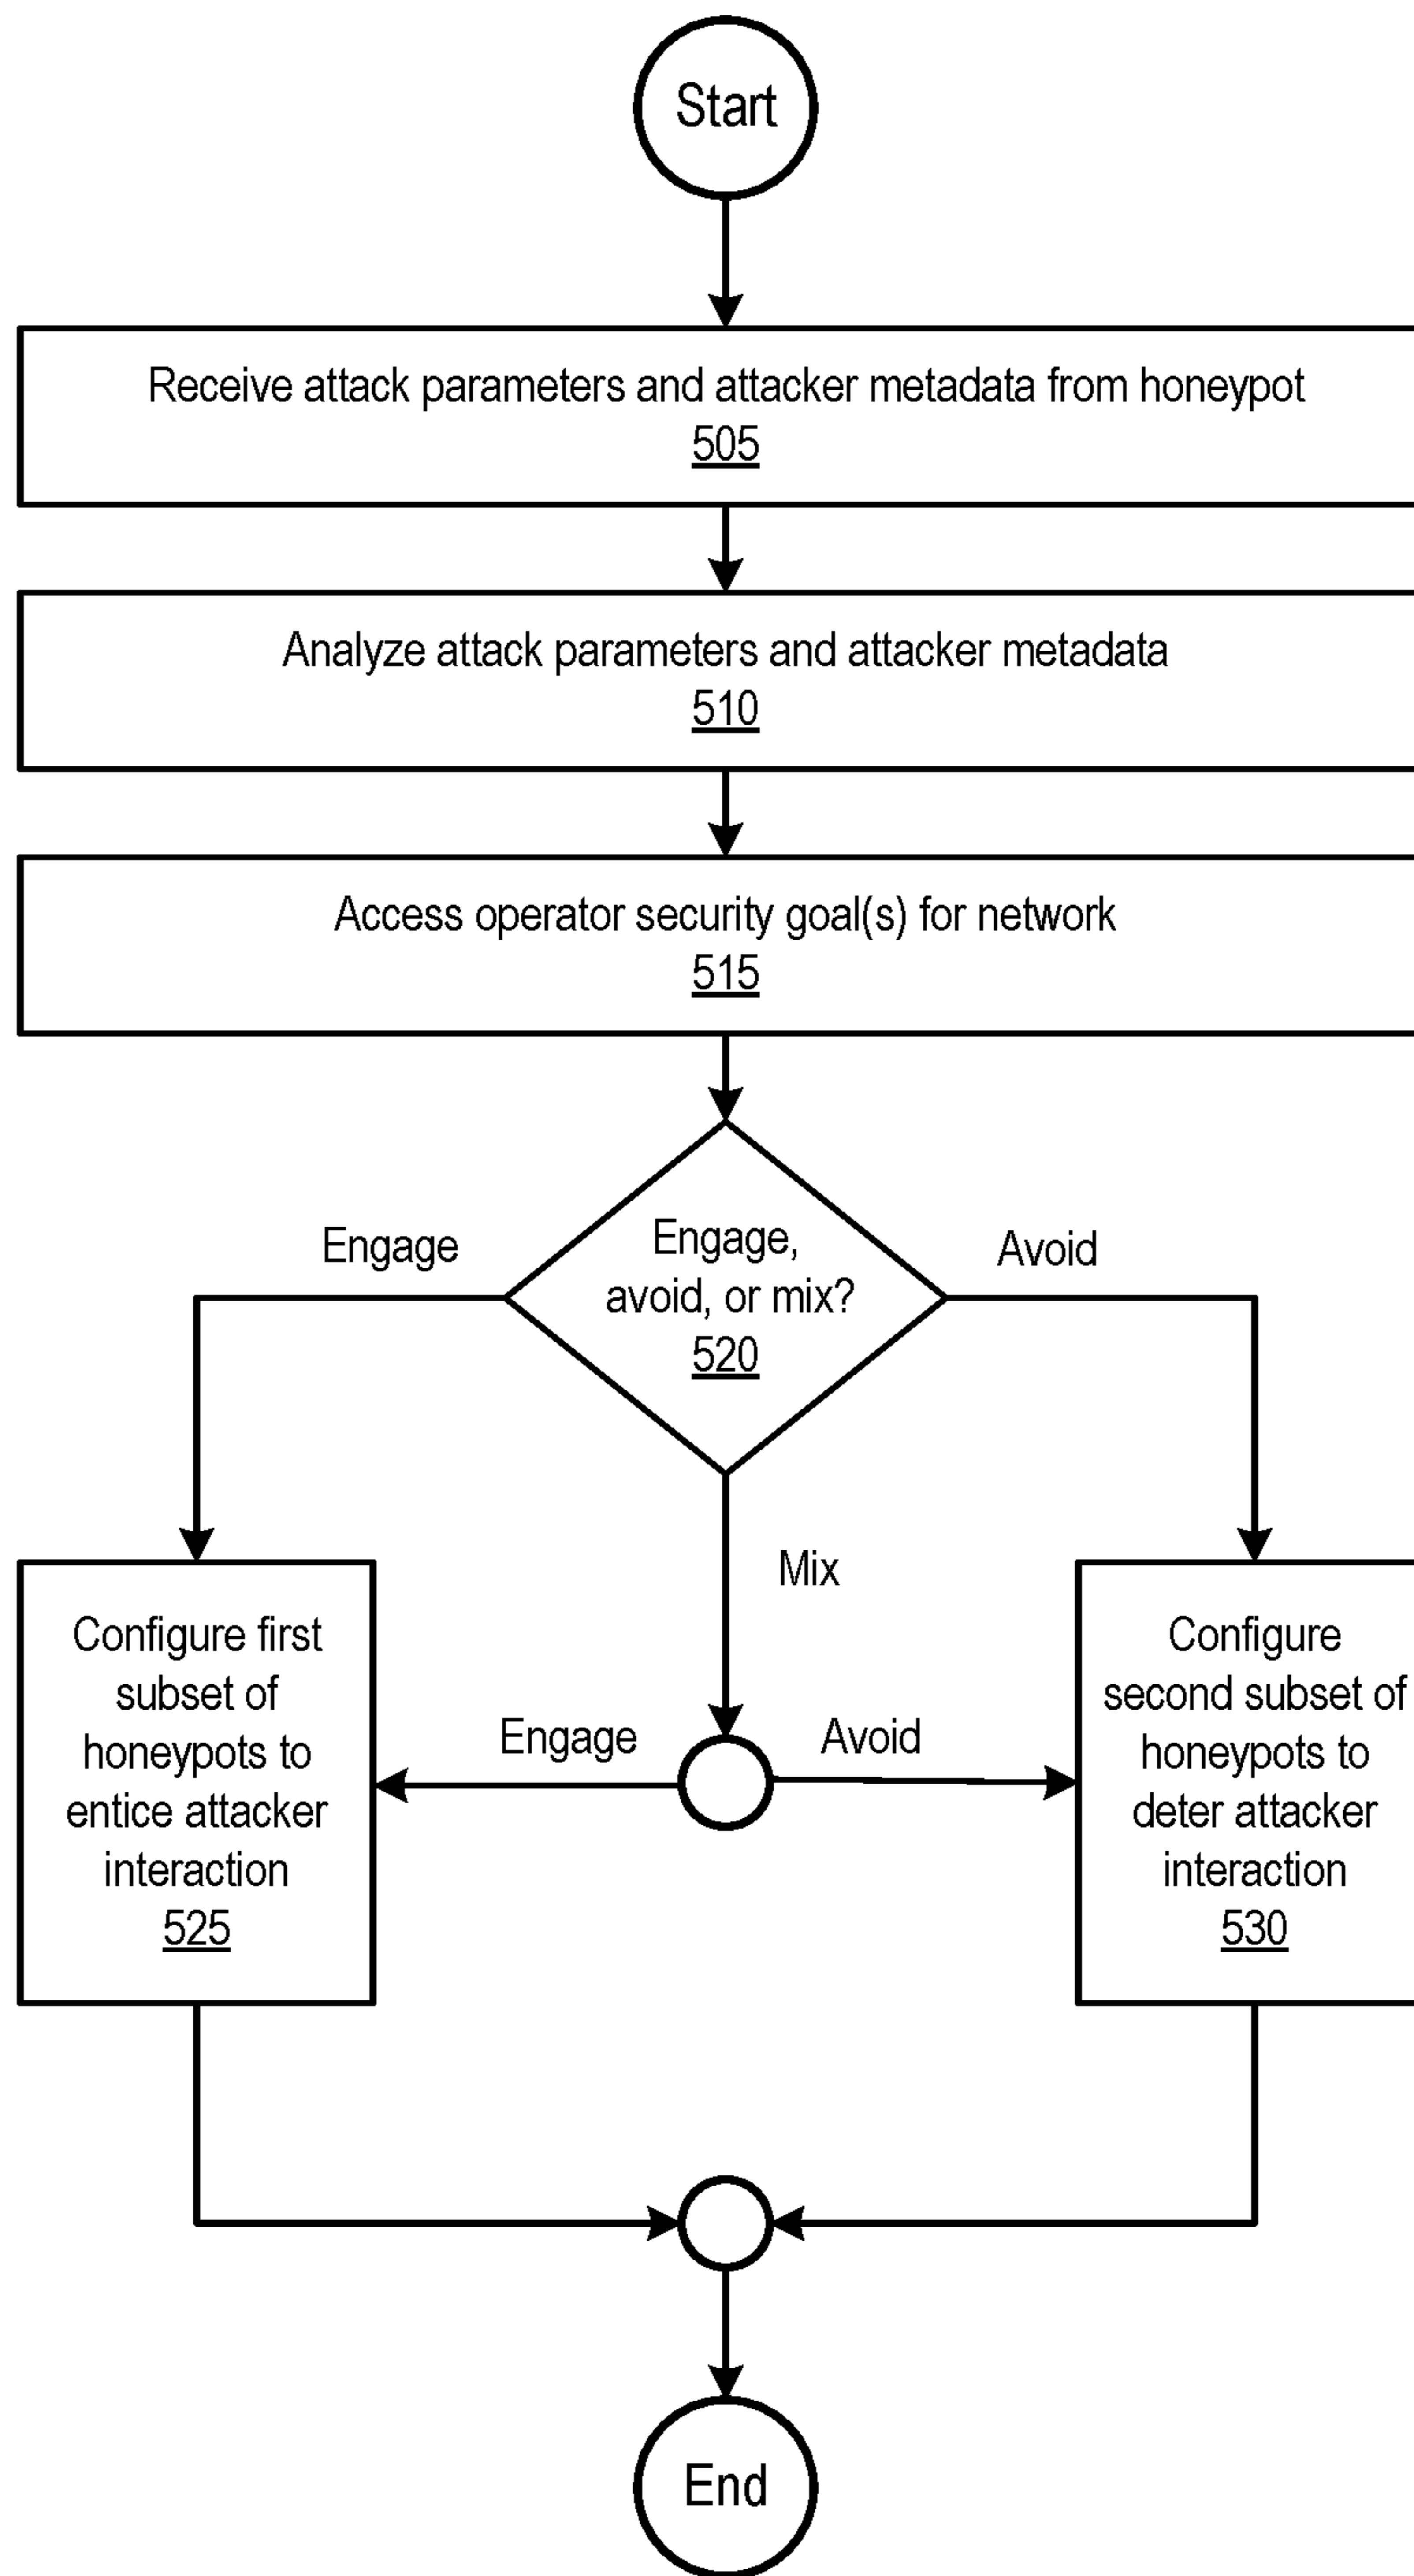 Start
Receive attack parameters and attacker metadata from honeypot
505
Analyze attack parameters and attacker metadata
510
Access operator security goal(s) for network
515
Engage
Engage,
avoid, or mix?
520
Avoid
Mix
Configure first
subset of
honeypots to
entice attacker
interaction
525
Engage
Avoid
Configure
second subset of
honeypots to
deter attacker
interaction
530
End